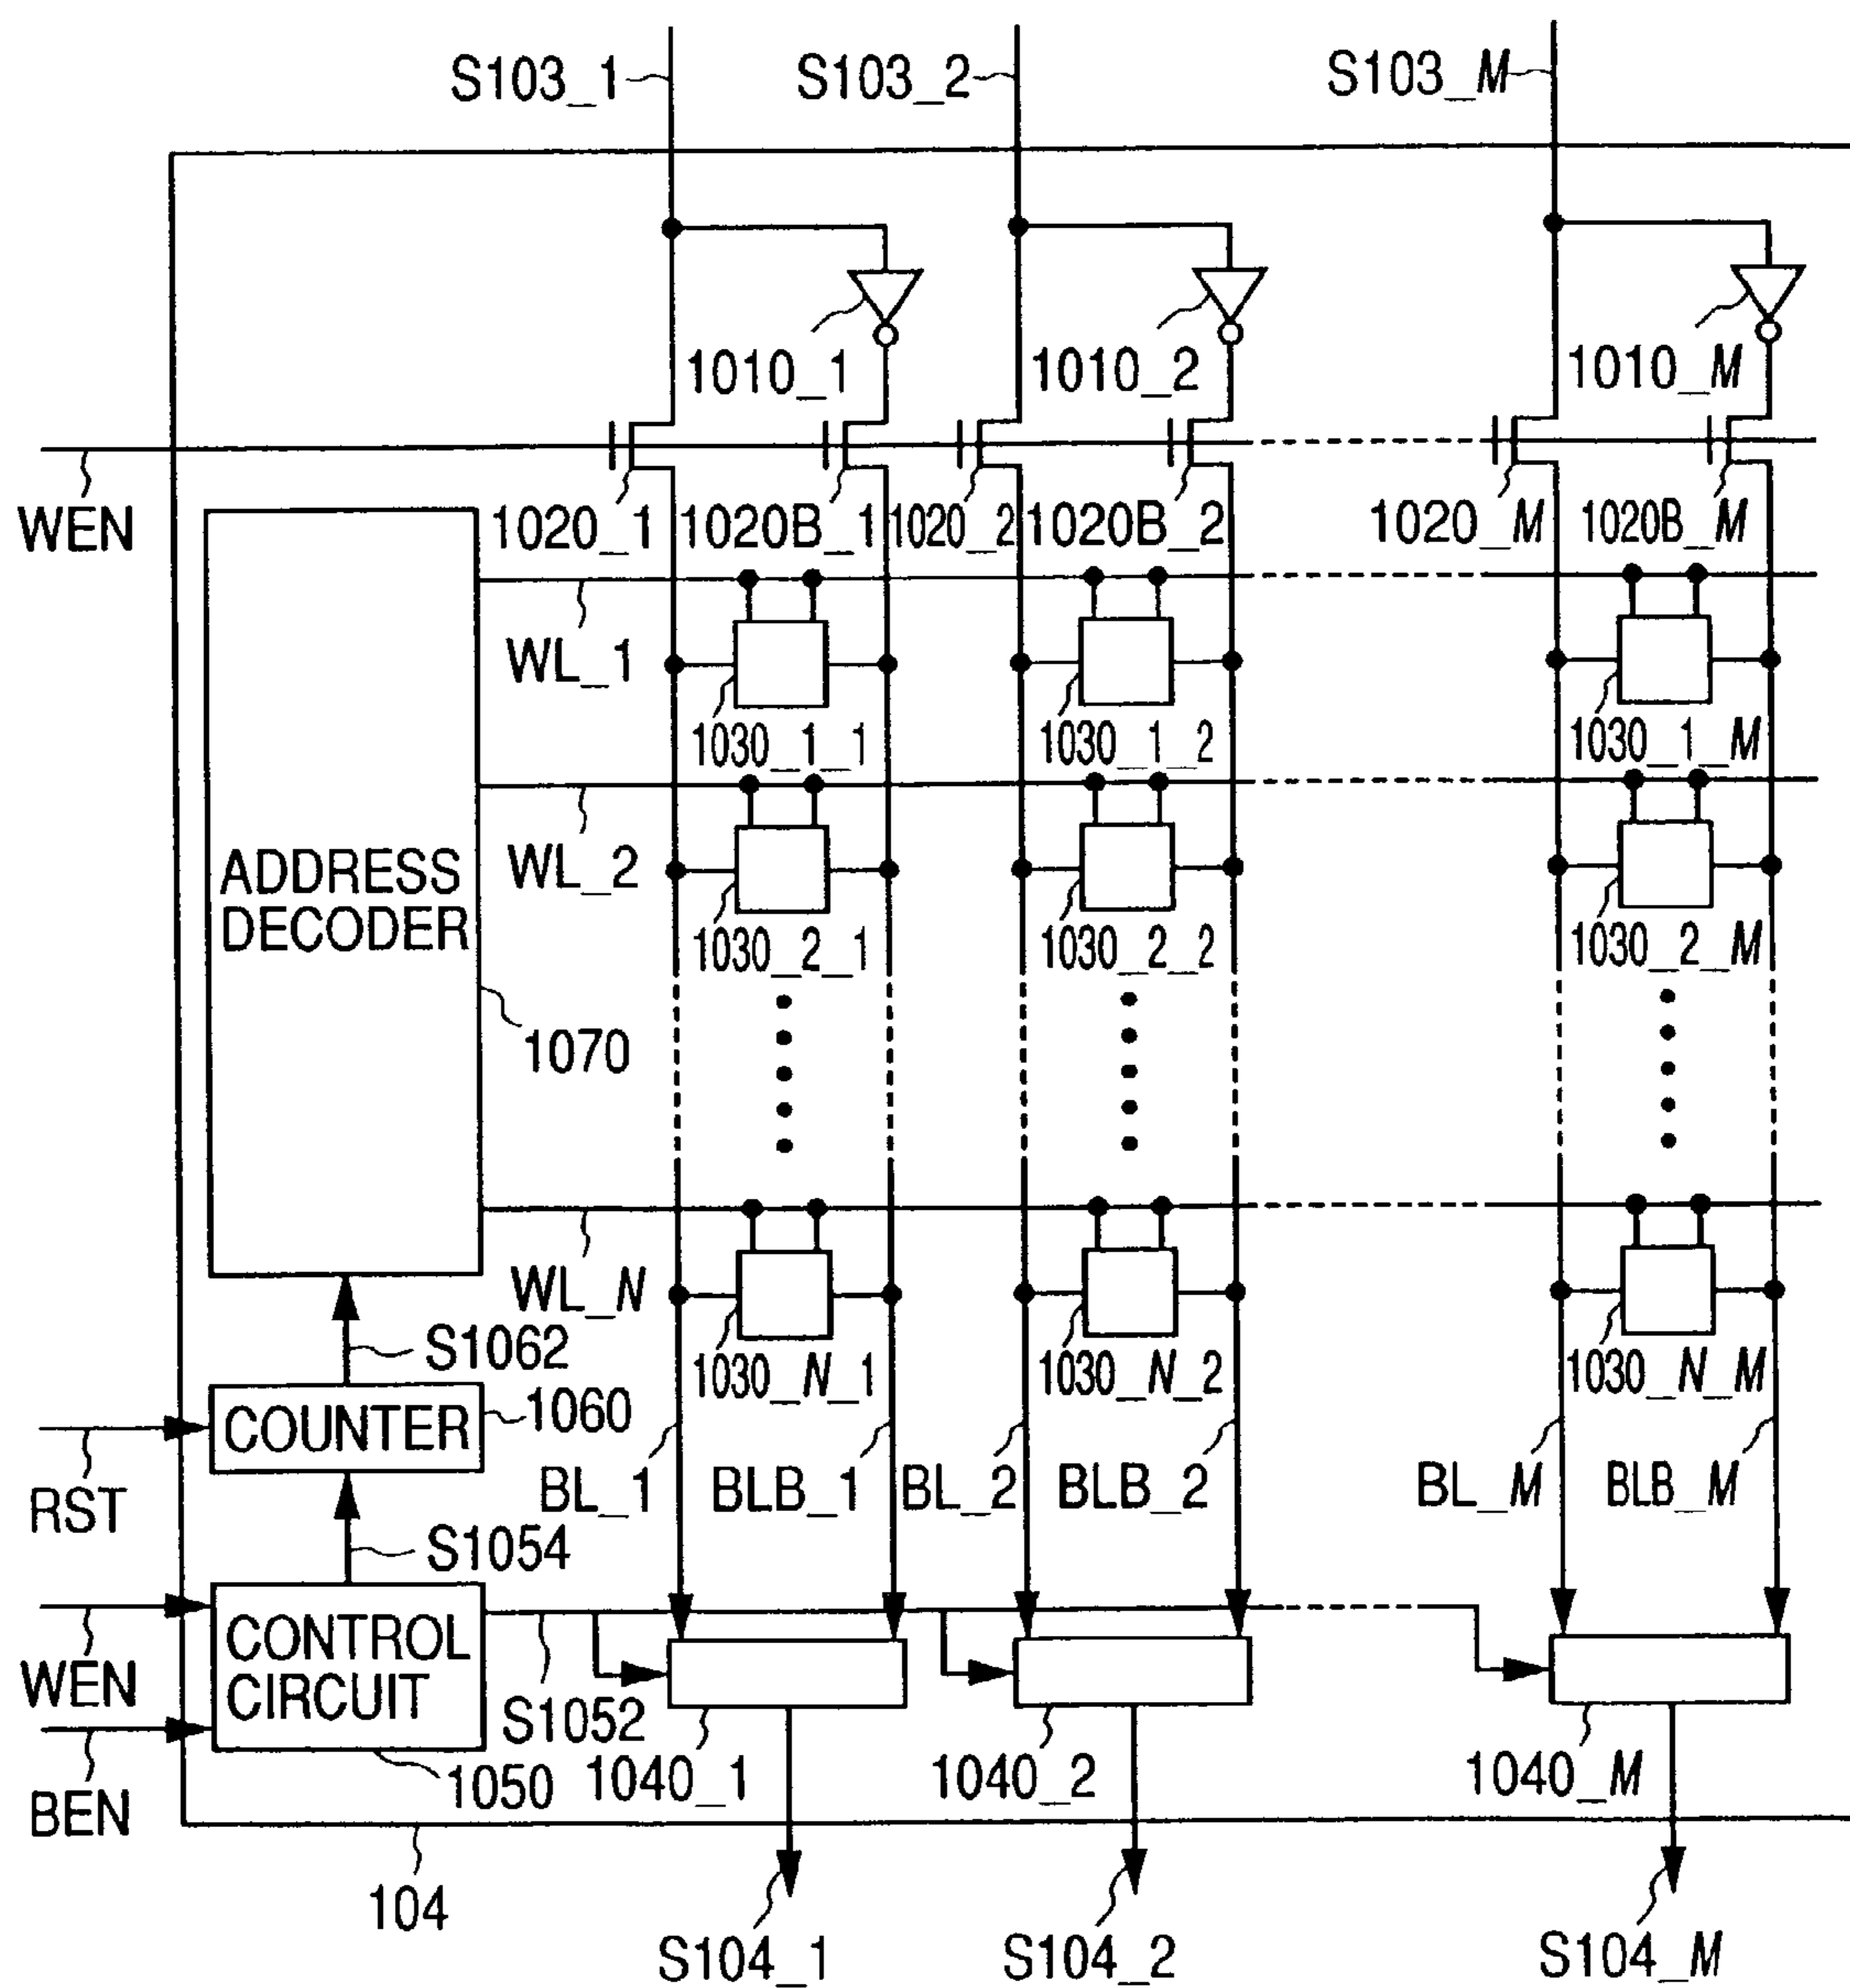 S103_1
S103_2
S103_M
1010_1
1010_2
1010_M
WEN
1020_1
1020B_1
1020_2
1020B_2
1020_M
1020B_M
WL_1
1030_1_1
1030_1_2
1030_1_M
WL_2
ADDRESS
DECODER
1030_2_1
1030_2_2
1030_2_M
1070
WL_N
S1062
1030_N_1
1030_N_2
1030_N_M
COUNTER
1060
RST
BL_1
BLB_1
BL_2
BLB_2
BL_M
BLB_M
S1054
WEN
CONTROL
CIRCUIT
S1052
BEN
1050
1040_1
1040_2
1040_M
104
S104_1
S104_2
S104_M